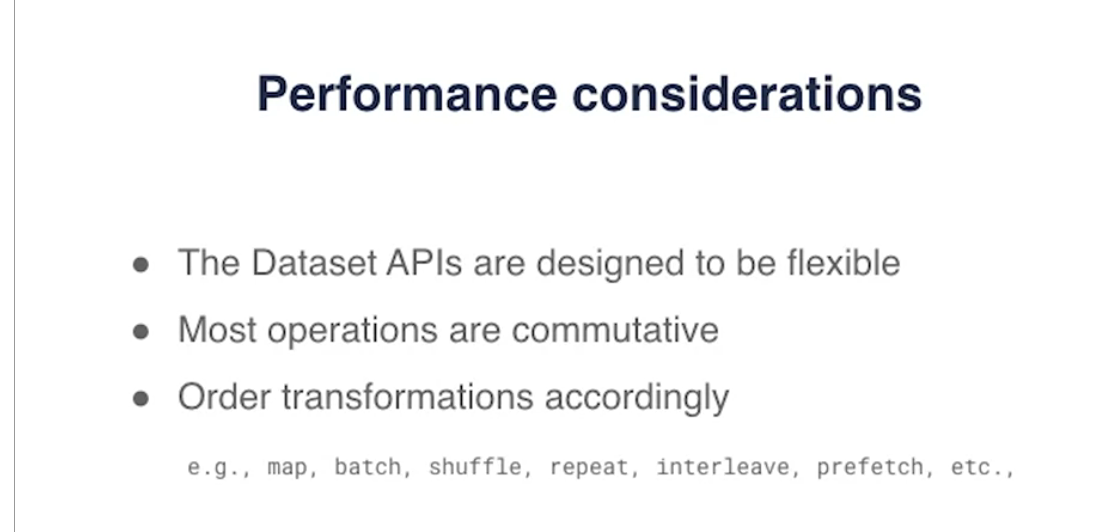 Performance considerations
● The Dataset APIs are designed to be flexible
● Most operations are commutative
● Order transformations accordingly
e.g., map, batch, shuffle, repeat, interleave, prefetch, etc.,